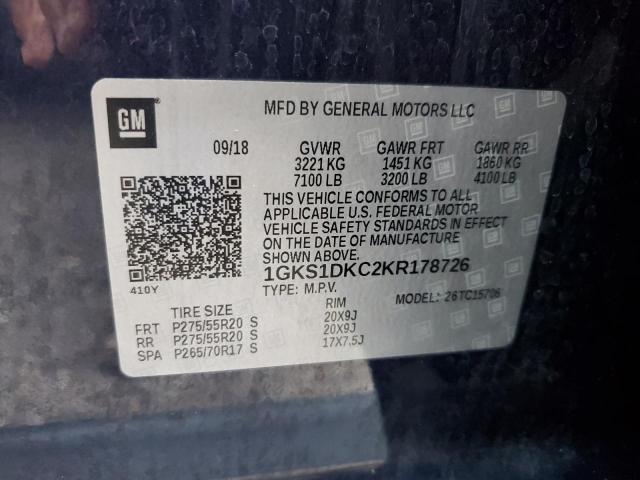 GM
MFD BY GENERAL MOTORS LLC
09/18 GVWR GAWR FRT GAWR RR
3221 KG 1451 KG 1860 KG
7100 LB 3200 LB 4100 LB
THIS VEHICLE CONFORMS TO ALL
APPLICABLE U.S. FEDERAL MOTOR
VEHICLE SAFETY STANDARDS IN EFFECT
ON THE DATE OF MANUFACTURE
SHOWN ABOVE.
1GKS1DKC2KR178726
410Y
TYPE: M.P.V. MODEL: 26TC15706
TIRE SIZE RIM
FRT P275/55R20 S 20X9J
RR P275/55R20 S 20X9J
SPA P265/70R17 S 17X7.5J